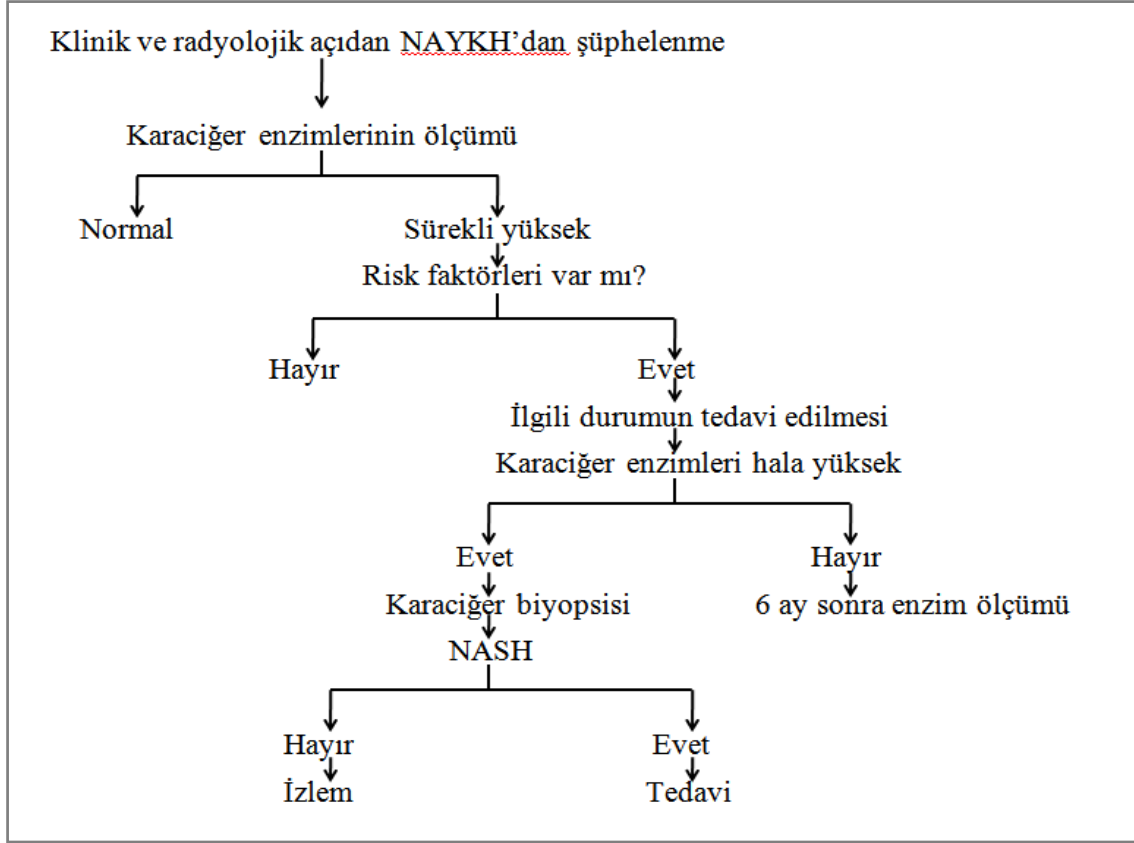 Klinik ve radyolojik açıdan NAYKH’dan şüphelenme
Karaciğer enzimlerinin ölçümü
Normal
Sürekli yüksek
Risk faktörleri var mı?
Hayır
Evet
İlgili durumun tedavi edilmesi
Karaciğer enzimleri hala yüksek
Evet
Hayır
Karaciğer biyopsisi
6 ay sonra enzim ölçümü
NASH
Hayır
Evet
İzlem
Tedavi